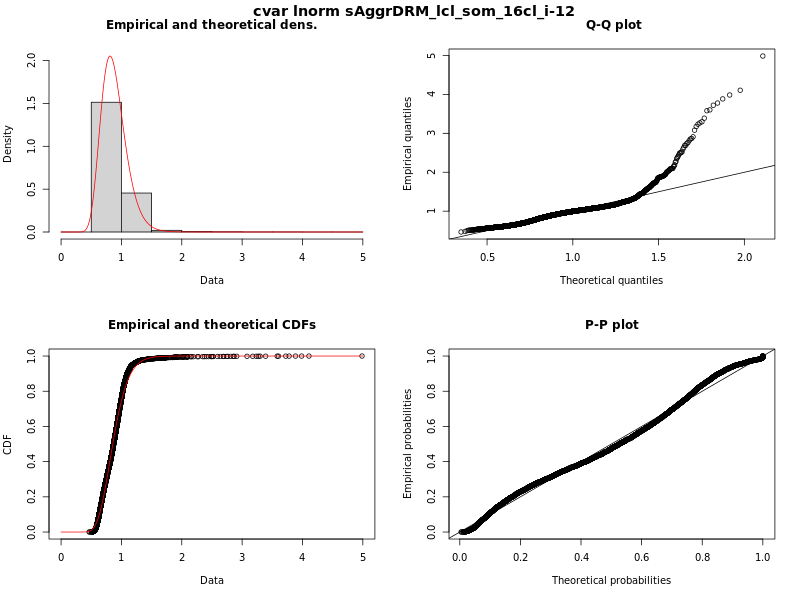 cvar lnorm sAggrDRM_lcl_som_16cl_i-12
Empirical and theoretical dens.
Density
0.0 0.5 1.0 1.5 2.0
0 1 2 3 4 5
Data
Q-Q plot
Empirical quantiles
1 2 3 4 5
0.5 1.0 1.5 2.0
Theoretical quantiles
Empirical and theoretical CDFs
CDF
0.0 0.2 0.4 0.6 0.8 1.0
0 1 2 3 4 5
Data
P-P plot
Empirical probabilities
0.0 0.2 0.4 0.6 0.8 1.0
0.0 0.2 0.4 0.6 0.8 1.0
Theoretical probabilities